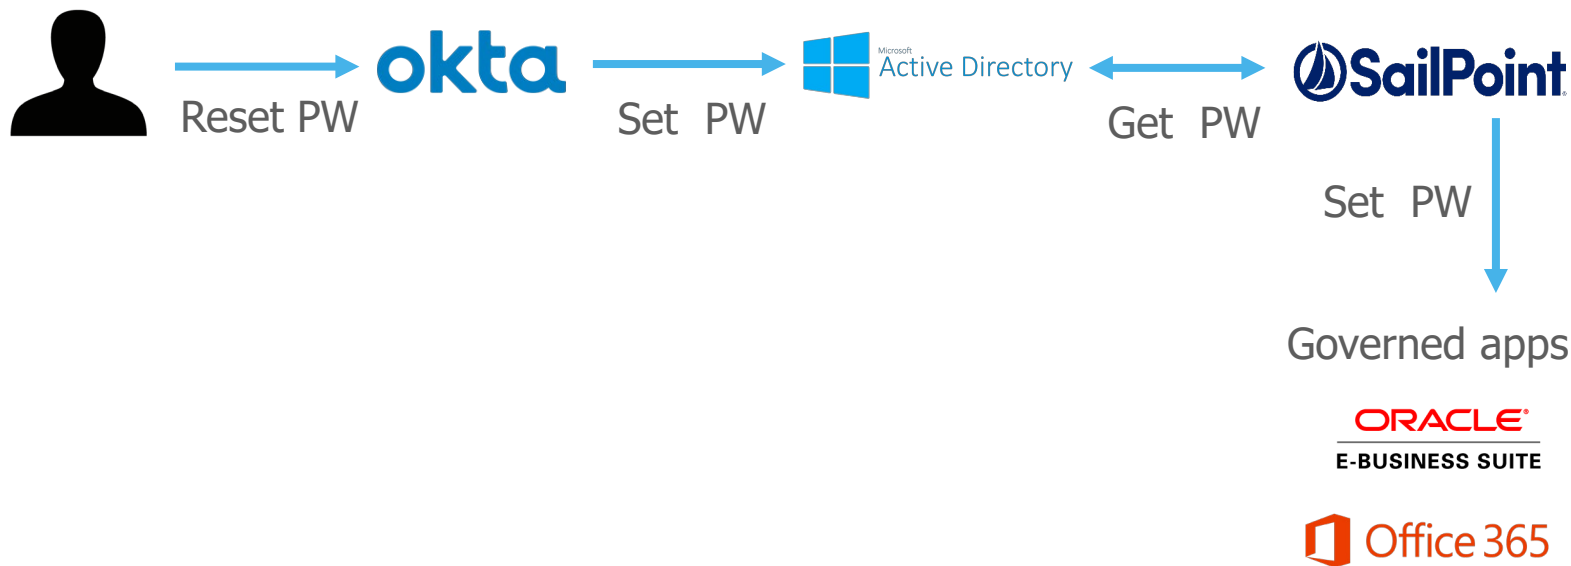 okta
Microsoft
Active Directory
SailPoint
Reset PW
Set PW
Get PW
Set PW
Governed apps
ORACLE®
E-BUSINESS SUITE
Office 365